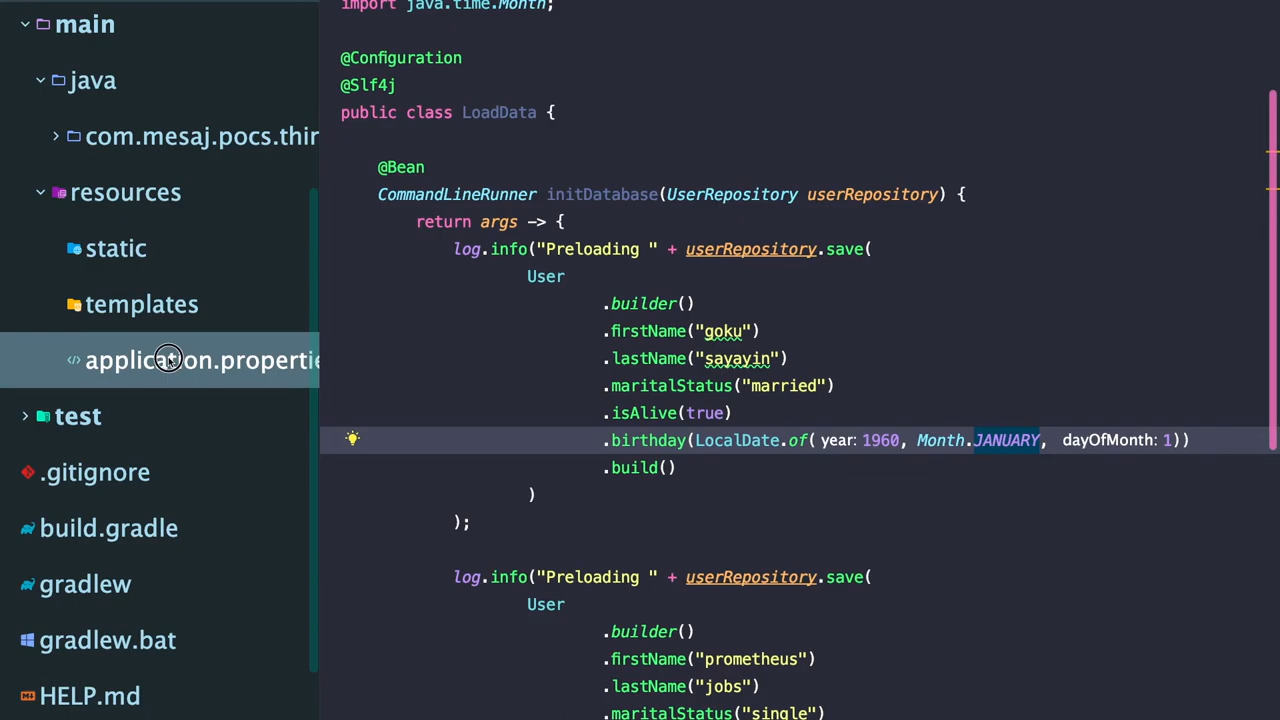 main
java
com.mesaj.pocs.thir
resources
static
templates
application.propertie
test
.gitignore
build.gradle
gradlew
gradlew.bat
HELP.md
import java.time.Month;
@Configuration
@Slf4j
public class LoadData {
@Bean
CommandLineRunner initDatabase(UserRepository userRepository) {
return args -> {
log.info("Preloading " + userRepository.save(
User
.builder()
.firstName("goku")
.lastName("sayayin")
.maritalStatus("married")
.isAlive(true)
.birthday(LocalDate.of( year: 1960, Month.JANUARY, dayOfMonth: 1))
.build()
)
);
log.info("Preloading " + userRepository.save(
User
.builder()
.firstName("prometheus")
.lastName("jobs")
.maritalStatus("single")